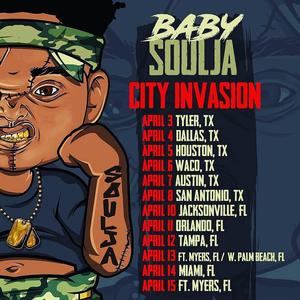 BABY
SOULJA
CITY INVASION
APRIL 3 TYLER, TX
APRIL 4 DALLAS, TX
APRIL 5 HOUSTON, TX
APRIL 6 WACO, TX
APRIL 7 AUSTIN, TX
APRIL 8 SAN ANTONIO, TX
APRIL 10 JACKSONVILLE, FL
APRIL 11 ORLANDO, FL
APRIL 12 TAMPA, FL
APRIL 13 FT. MYERS, FL / W. PALM BEACH, FL
APRIL 14 MIAMI, FL
APRIL 15 FT. MYERS, FL
SOULJA